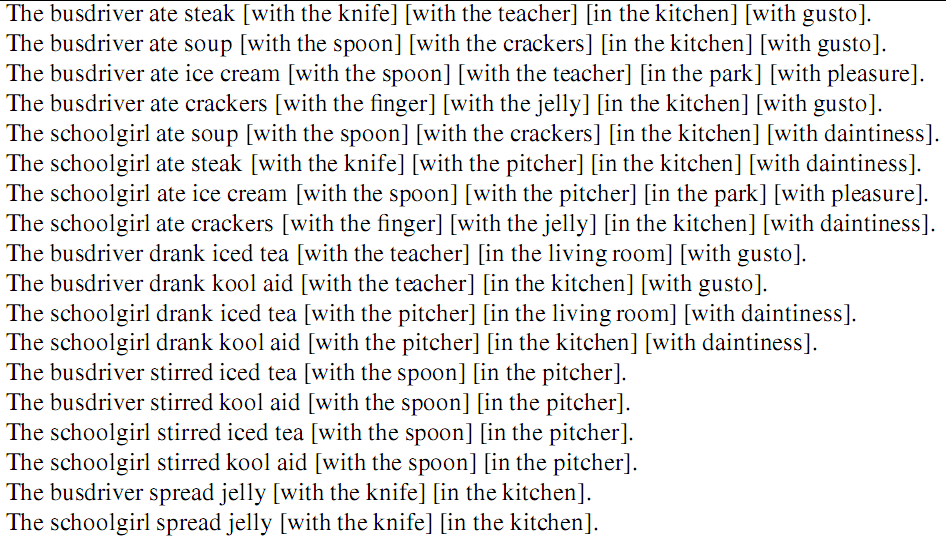 The busdriver ate steak [with the knife] [with the teacher] [in the kitchen] [with gusto].
The busdriver ate soup [with the spoon] [with the crackers] [in the kitchen] [with gusto].
The busdriver ate ice cream [with the spoon] [with the teacher] [in the park] [with pleasure].
The busdriver ate crackers [with the finger] [with the jelly] [in the kitchen] [with gusto].
The schoolgirl ate soup [with the spoon] [with the crackers] [in the kitchen] [with daintiness].
The schoolgirl ate steak [with the knife] [with the pitcher] [in the kitchen] [with daintiness].
The schoolgirl ate ice cream [with the spoon] [with the pitcher] [in the park] [with pleasure].
The schoolgirl ate crackers [with the finger] [with the jelly] [in the kitchen] [with daintiness].
The busdriver drank iced tea [with the teacher] [in the living room] [with gusto].
The busdriver drank kool aid [with the teacher] [in the kitchen] [with gusto].
The schoolgirl drank iced tea [with the pitcher] [in the living room] [with daintiness].
The schoolgirl drank kool aid [with the pitcher] [in the kitchen] [with daintiness].
The busdriver stirred iced tea [with the spoon] [in the pitcher].
The busdriver stirred kool aid [with the spoon] [in the pitcher].
The schoolgirl stirred iced tea [with the spoon] [in the pitcher].
The schoolgirl stirred kool aid [with the spoon] [in the pitcher].
The busdriver spread jelly [with the knife] [in the kitchen].
The schoolgirl spread jelly [with the knife] [in the kitchen].